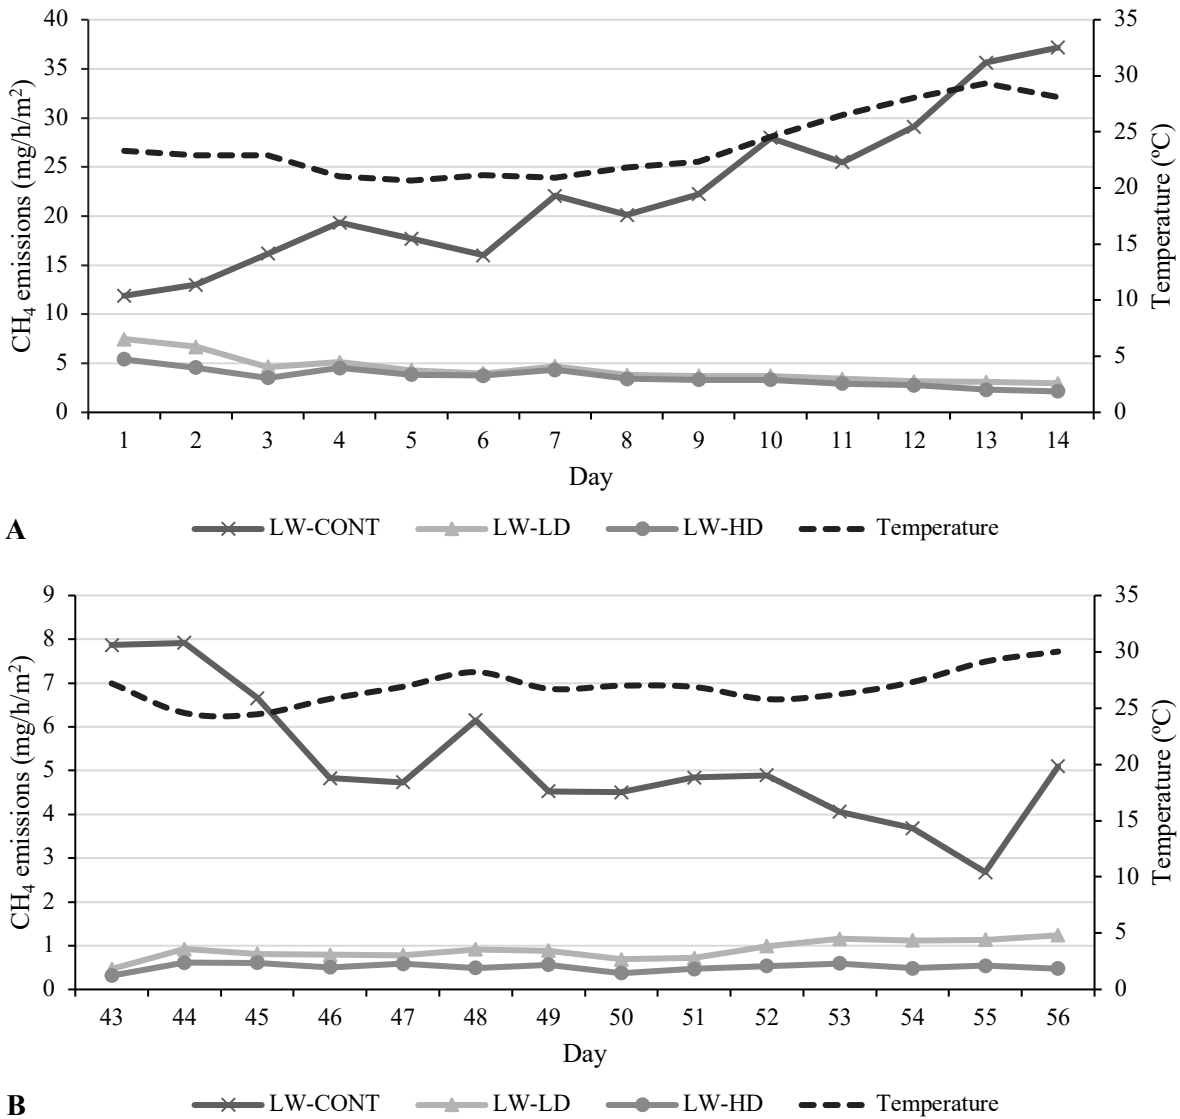 40
35
30
25
20
15
10
5
0
CH₄ emissions (mg/h/m²)
35
30
25
20
15
10
5
0
Temperature (ºC)
1 2 3 4 5 6 7 8 9 10 11 12 13 14
Day
A
LW-CONT LW-LD LW-HD Temperature
9
8
7
6
5
4
3
2
1
0
CH₄ emissions (mg/h/m²)
35
30
25
20
15
10
5
0
Temperature (ºC)
43 44 45 46 47 48 49 50 51 52 53 54 55 56
Day
B
LW-CONT LW-LD LW-HD Temperature